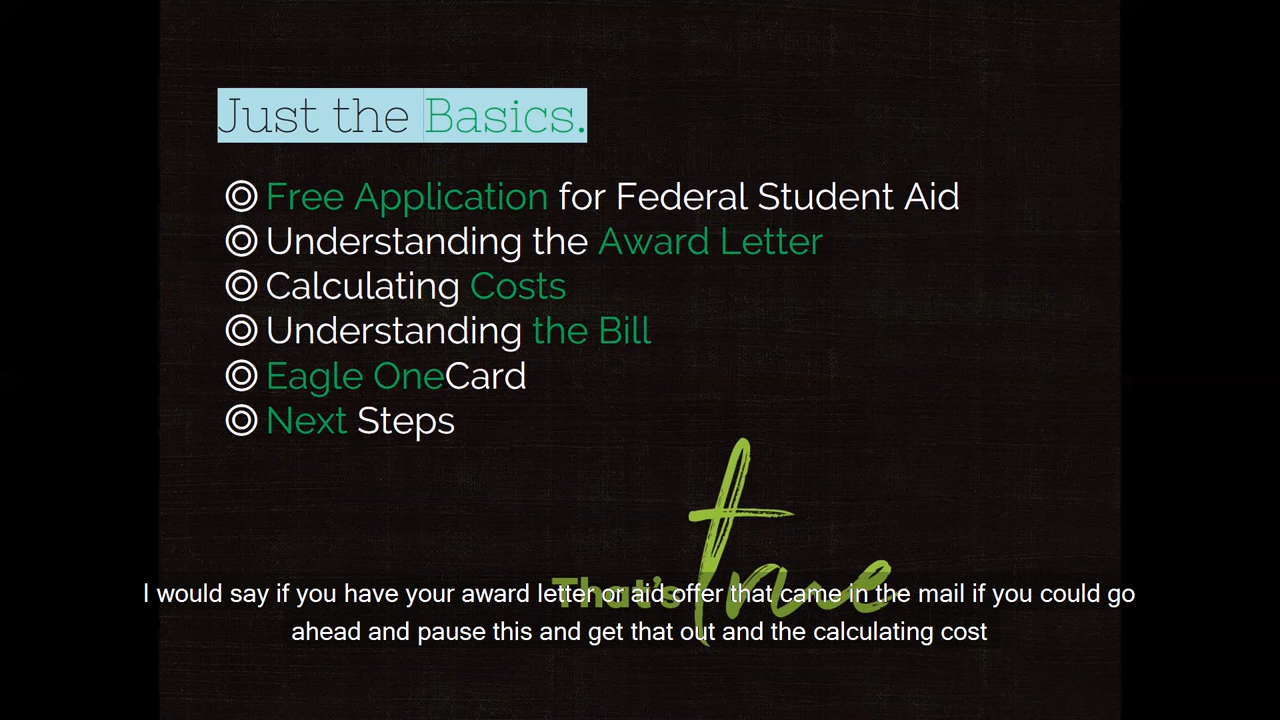 Just the Basics.
Free Application for Federal Student Aid
Understanding the Award Letter
Calculating Costs
Understanding the Bill
Eagle OneCard
Next Steps
That's true
I would say if you have your award letter or aid offer that came in the mail if you could go
ahead and pause this and get that out and the calculating cost